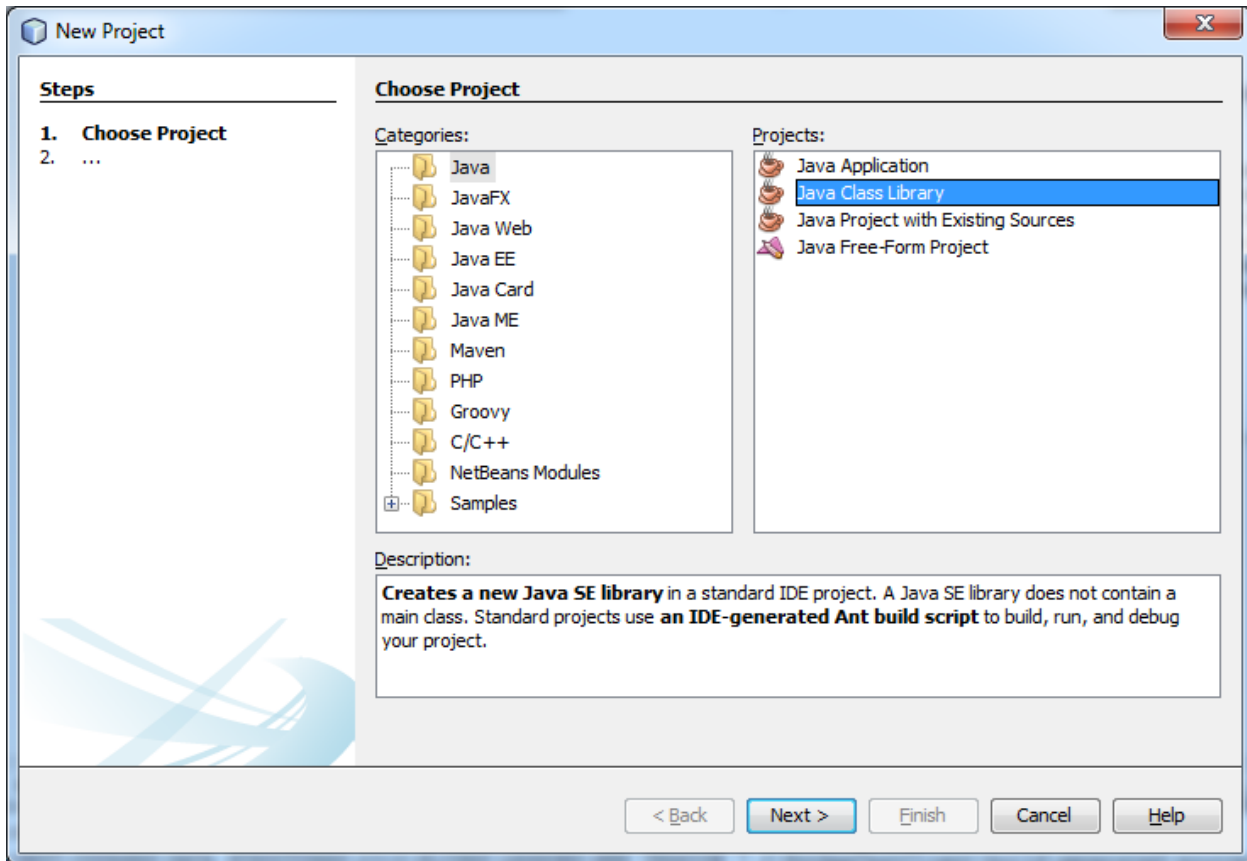 New Project
Steps
1. Choose Project
2. ...
Choose Project
Categories:
Java
JavaFX
Java Web
Java EE
Java Card
Java ME
Maven
PHP
Groovy
C/C++
NetBeans Modules
Samples
Projects:
Java Application
Java Class Library
Java Project with Existing Sources
Java Free-Form Project
Description:
Creates a new Java SE library in a standard IDE project. A Java SE library does not contain a
main class. Standard projects use an IDE-generated Ant build script to build, run, and debug
your project.
< Back Next > Finish Cancel Help